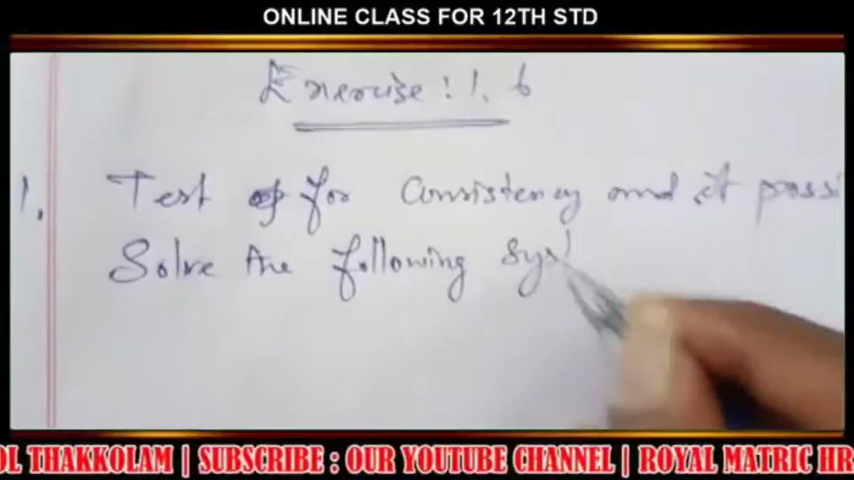 ONLINE CLASS FOR 12TH STD
Exercise : 1. 6
1. Test for Consistency and it possi
Solve the following Sys
OL THAKKOLAM | SUBSCRIBE : OUR YOUTUBE CHANNEL | ROYAL MATRIC HR